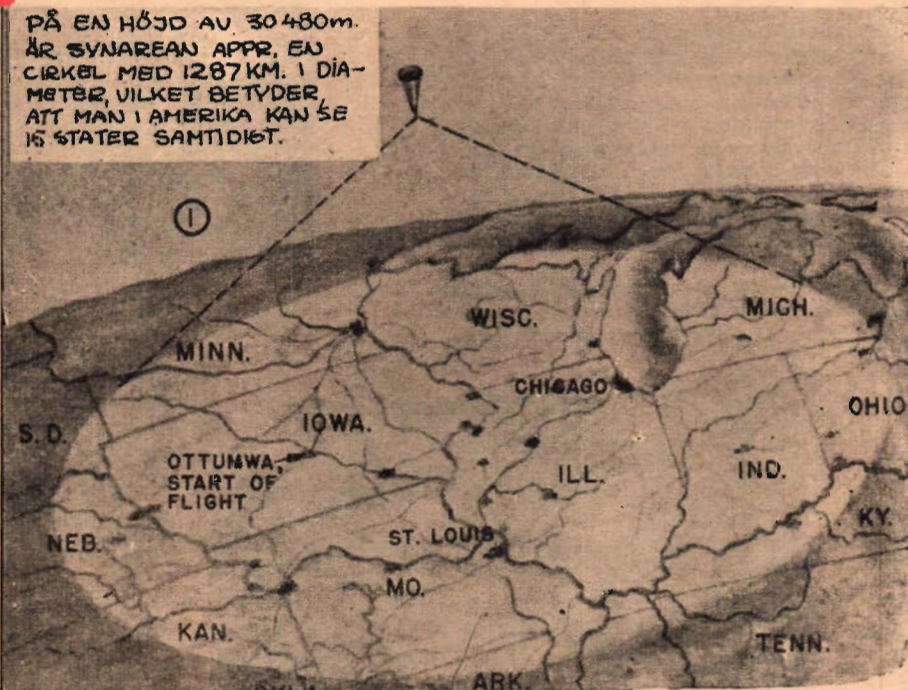 PÅ EN HÖJD AV 30480m.
ÄR SYNAREAN APPR. EN
CIRKEL MED 1287 KM. I DIA-
METER, VILKET BETYDER,
ATT MAN I AMERIKA KAN SE
15 STATER SAMTIDIGT.
1
WISC.
MICH.
MINN.
CHICAGO
OHIO
IOWA.
S.D.
OTTUMWA,
START OF
FLIGHT
ILL.
IND.
KY.
ST. LOUIS
NEB.
MO.
KAN.
TENN.
ARK.